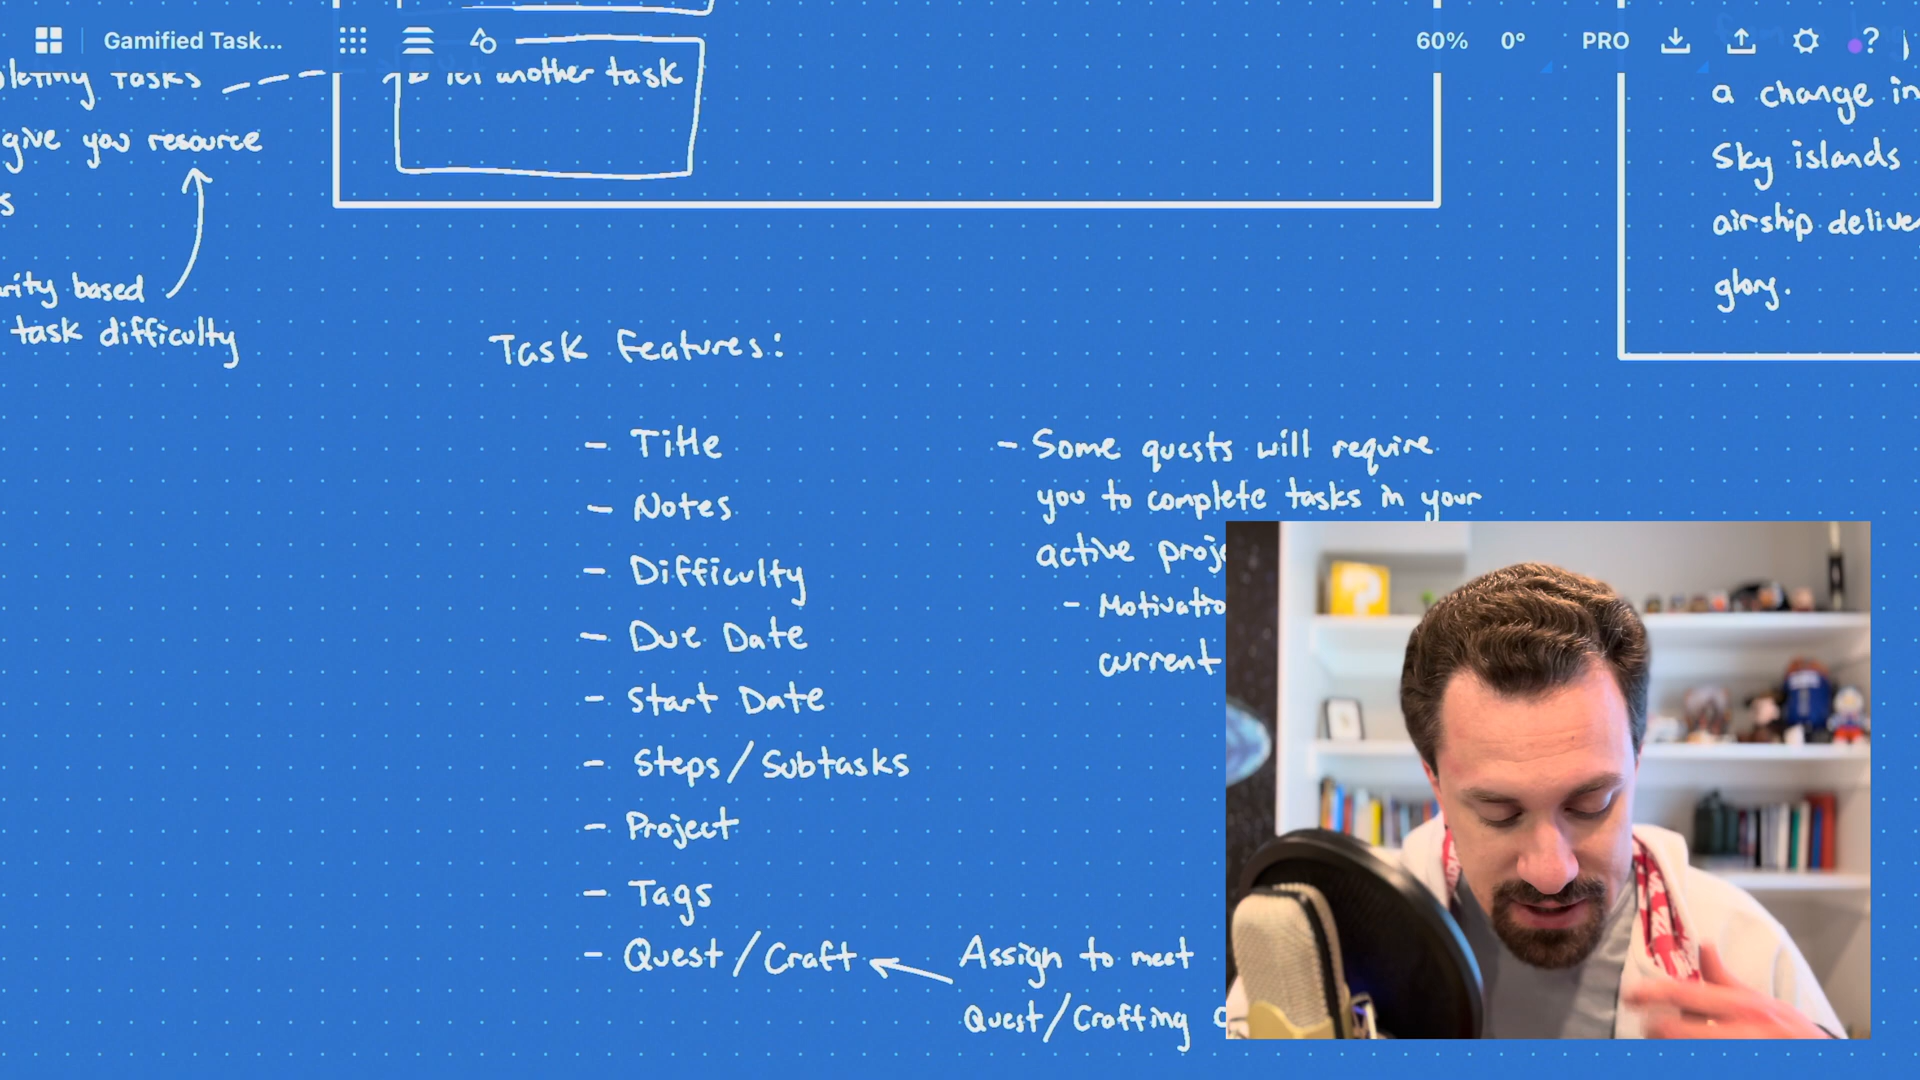 Gamified Task...
60%
0°
PRO
?
Tasks
another task
give you resource
s
based
task difficulty
a change in
Sky islands
airship
glory.
Task Features:
- Title
- Notes
- Difficulty
- Due Date
- Start Date
- Steps/Subtasks
- Project
- Tags
- Quest/Craft
- Some quests will require
you to complete tasks in your
active
-
current
Assign to meet
Quest/Crafting